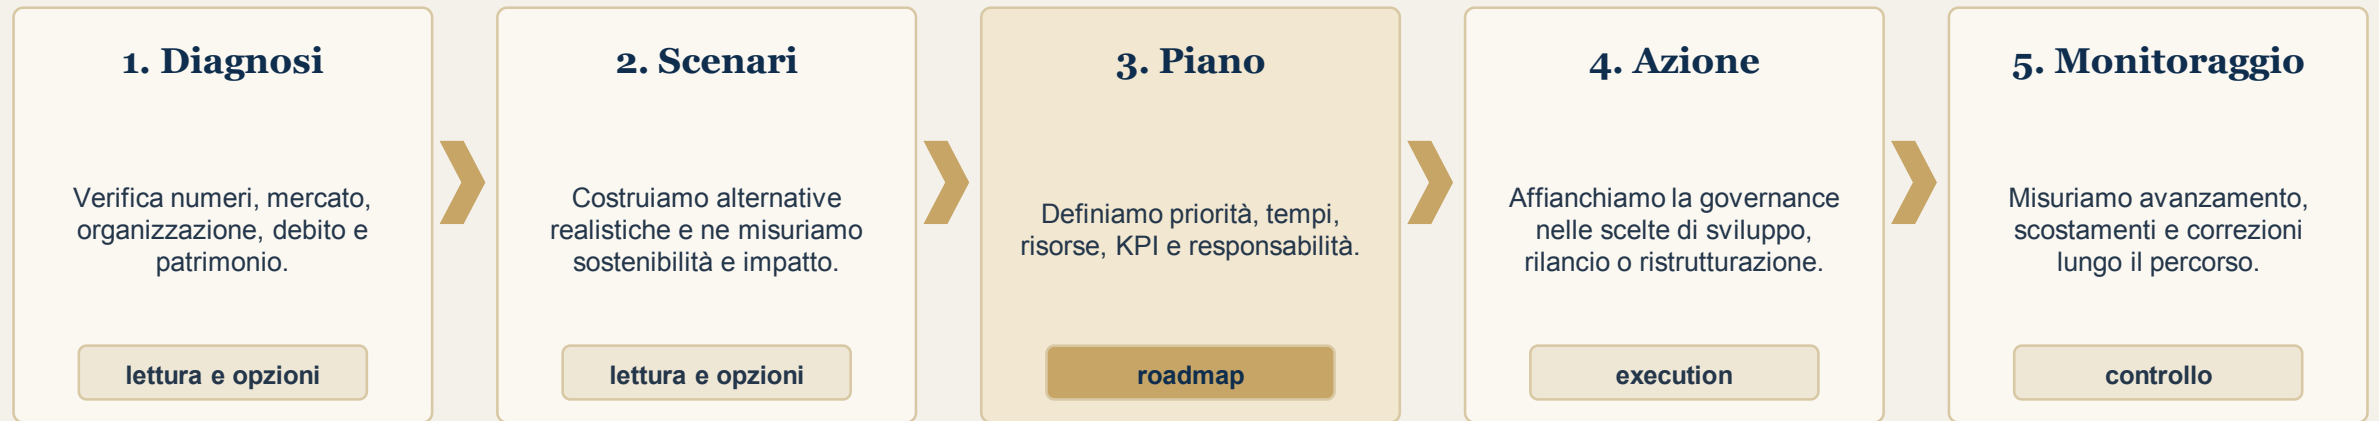 1. Diagnosi
Verifica numeri, mercato,
organizzazione, debito e
patrimonio.
lettura e opzioni
2. Scenari
Costruiamo alternative
realistiche e ne misuriamo
sostenibilità e impatto.
lettura e opzioni
3. Piano
Definiamo priorità, tempi,
risorse, KPI e responsabilità.
roadmap
4. Azione
Affianchiamo la governance
nelle scelte di sviluppo,
rilancio o ristrutturazione.
execution
5. Monitoraggio
Misuriamo avanzamento,
scostamenti e correzioni
lungo il percorso.
controllo